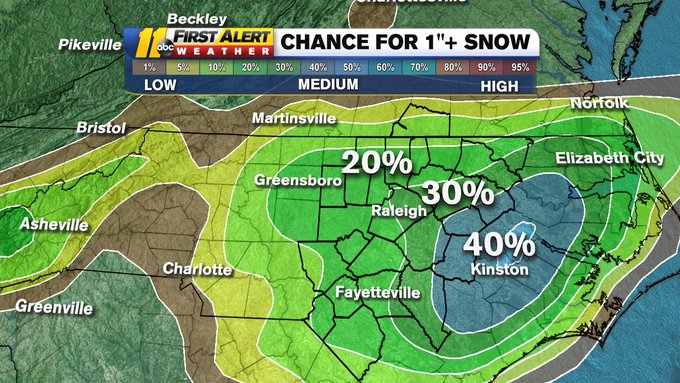 Charlottesville
Beckley
Pikeville
11 abc FIRST ALERT WEATHER
CHANCE FOR 1"+ SNOW
1% 5% 10% 20% 30% 40% 50% 60% 70% 80% 90% 95%
LOW MEDIUM HIGH
Norfolk
Martinsville
Bristol
20%
Elizabeth City
Greensboro
30%
Raleigh
Asheville
40%
Kinston
Charlotte
Fayetteville
Greenville